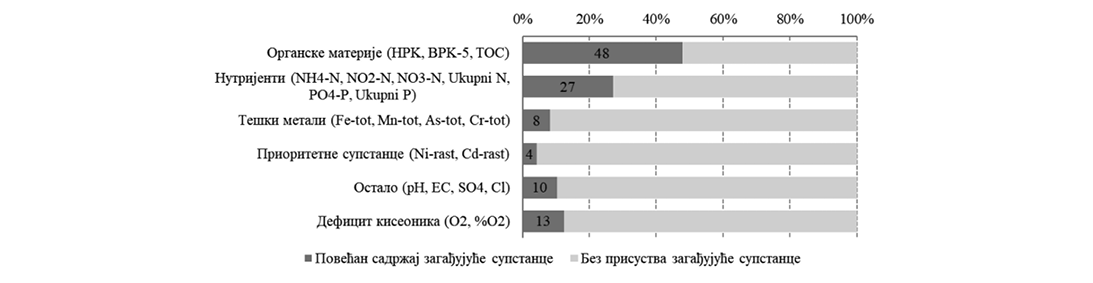 0% 20% 40% 60% 80% 100%
Органске материје (HPK, BPK-5, TOC) 48
Нутријенти (NH4-N, NO2-N, NO3-N, Ukupni N,
PO4-P, Ukupni P) 27
Тешки метали (Fe-tot, Mn-tot, As-tot, Cr-tot) 8
Приоритетне супстанце (Ni-rast, Cd-rast) 4
Остало (pH, EC, SO4, Cl) 10
Дефицит кисеоника (O2, %O2) 13
Повећан садржај загађујуће супстанце Без присуства загађујуће супстанце